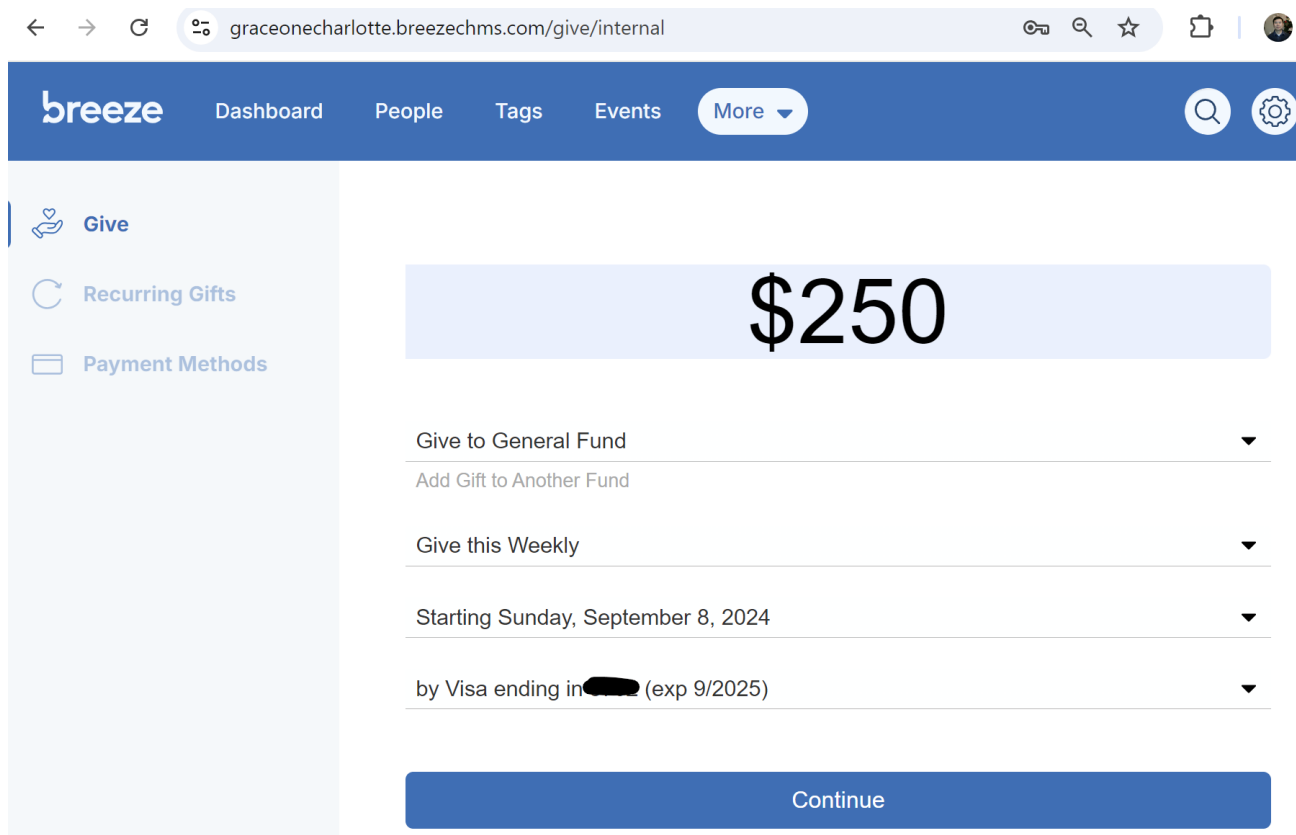 graceonecharlotte.breezechms.com/give/internal
breeze Dashboard People Tags Events More
Give
Recurring Gifts
Payment Methods
$250
Give to General Fund
Add Gift to Another Fund
Give this Weekly
Starting Sunday, September 8, 2024
by Visa ending in (exp 9/2025)
Continue